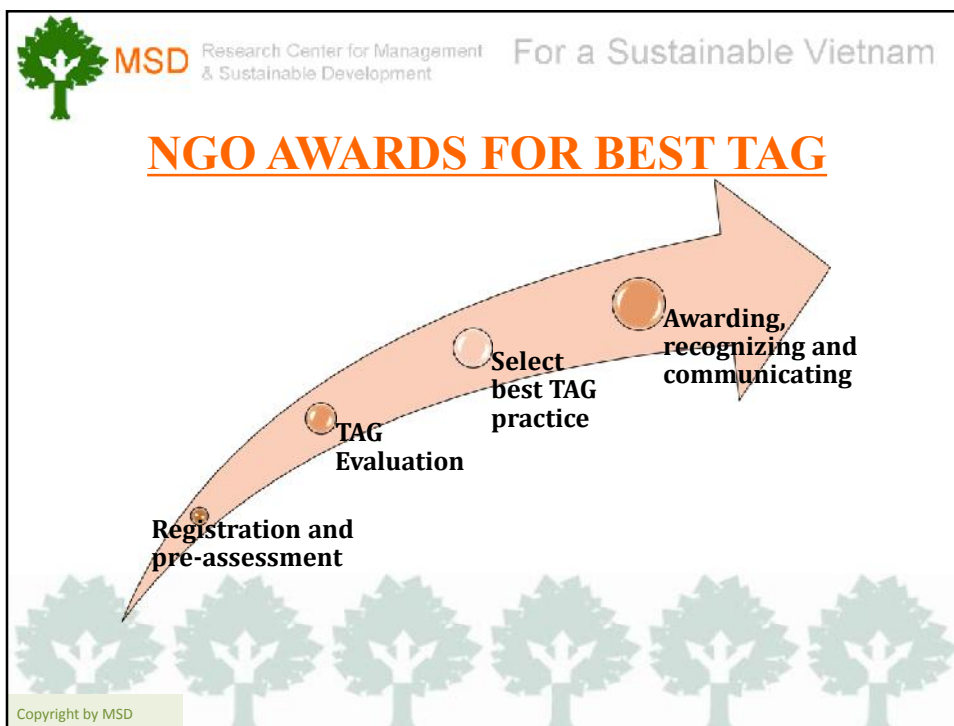 MSD
Research Center for Management
& Sustainable Development
For a Sustainable Vietnam
NGO AWARDS FOR BEST TAG
Registration and
pre-assessment
TAG
Evaluation
Select
best TAG
practice
Awarding,
recognizing and
communicating
Copyright by MSD